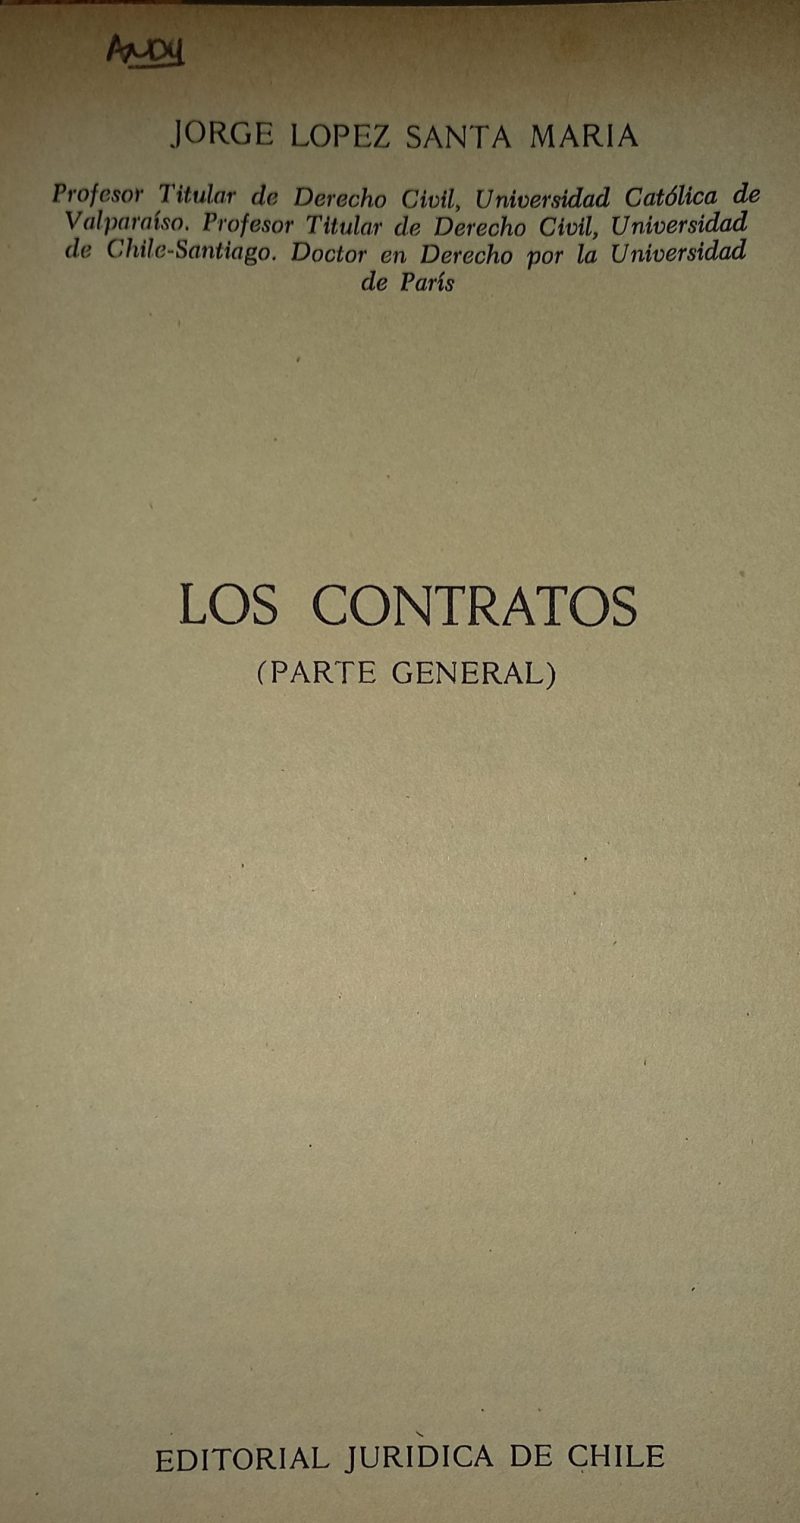 ANDY
JORGE LOPEZ SANTA MARIA
Profesor Titular de Derecho Civil, Universidad Católica de
Valparaíso. Profesor Titular de Derecho Civil, Universidad
de Chile-Santiago. Doctor en Derecho por la Universidad
de París
LOS CONTRATOS
(PARTE GENERAL)
EDITORIAL JURIDICA DE CHILE